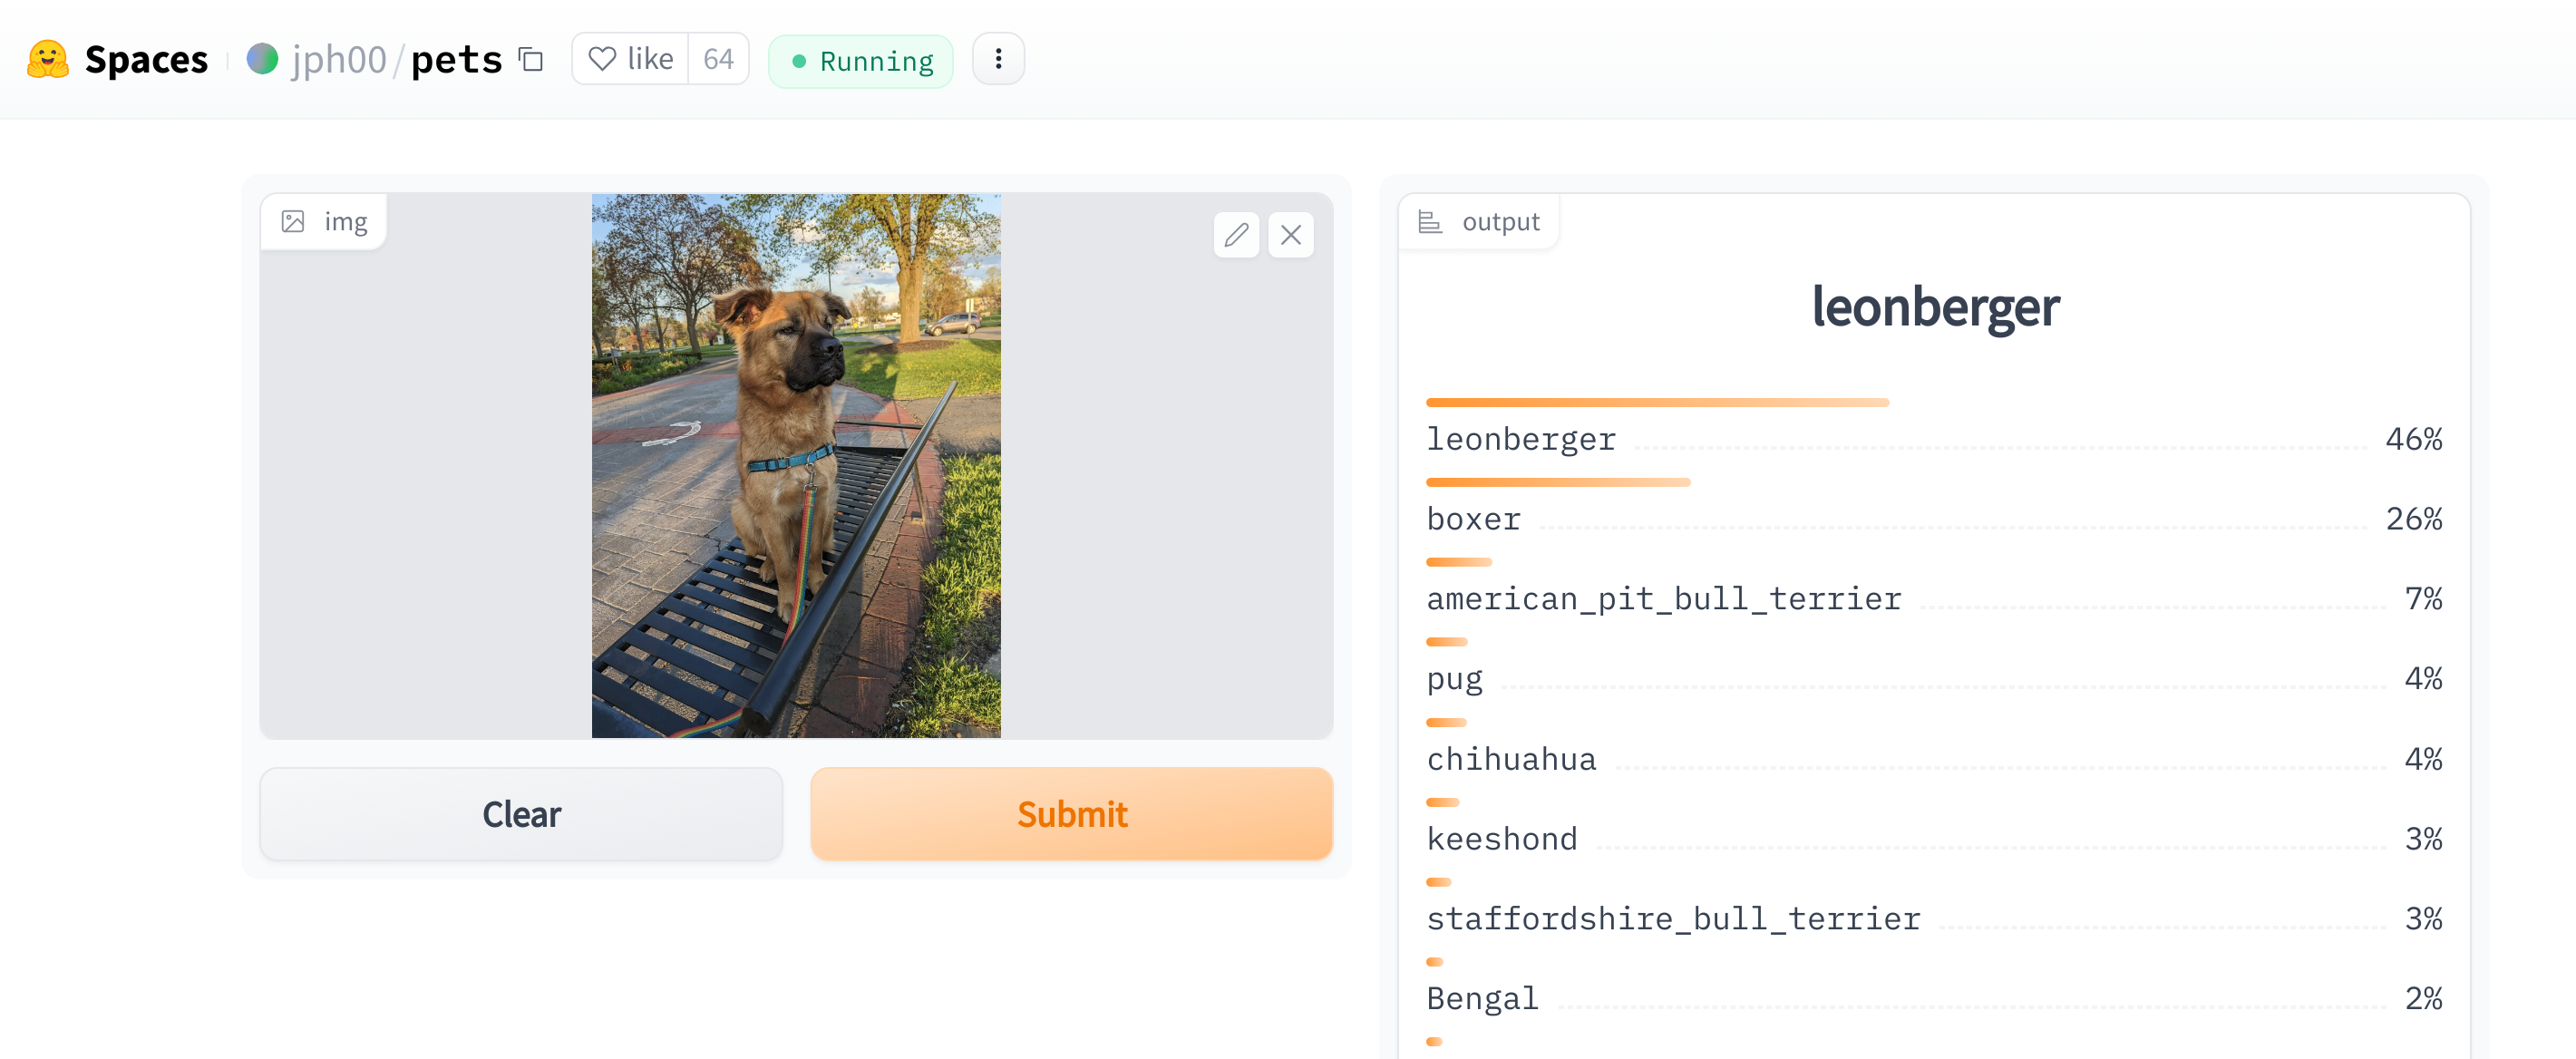 Spaces jph00/pets like 64 Running
img
output
leonberger
leonberger 46%
boxer 26%
american_pit_bull_terrier 7%
pug 4%
chihuahua 4%
keeshond 3%
staffordshire_bull_terrier 3%
Bengal 2%
Clear Submit